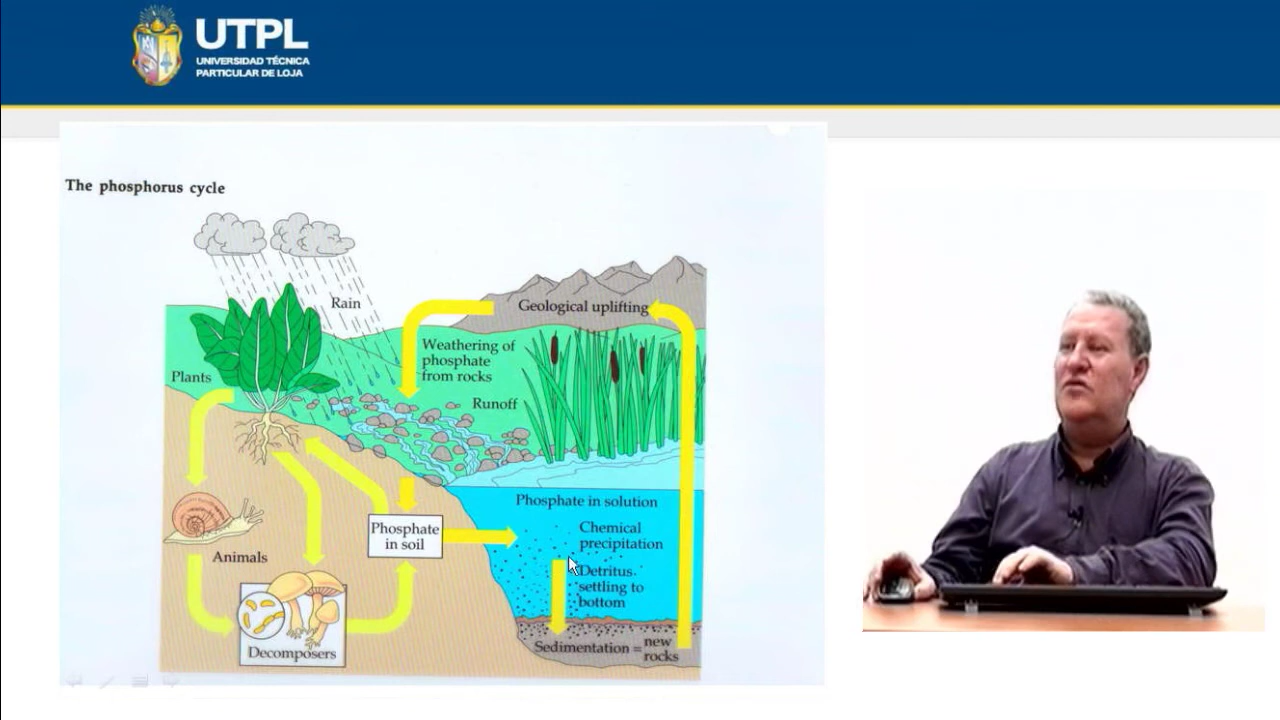 UTPL
UNIVERSIDAD TÉCNICA
PARTICULAR DE LOJA
The phosphorus cycle
Rain
Geological uplifting
Weathering of
phosphate
from rocks
Plants
Runoff
Phosphate in solution
Phosphate
in soil
Chemical
precipitation
Animals
Detritus
settling to
bottom
Decomposers
Sedimentation = new
rocks